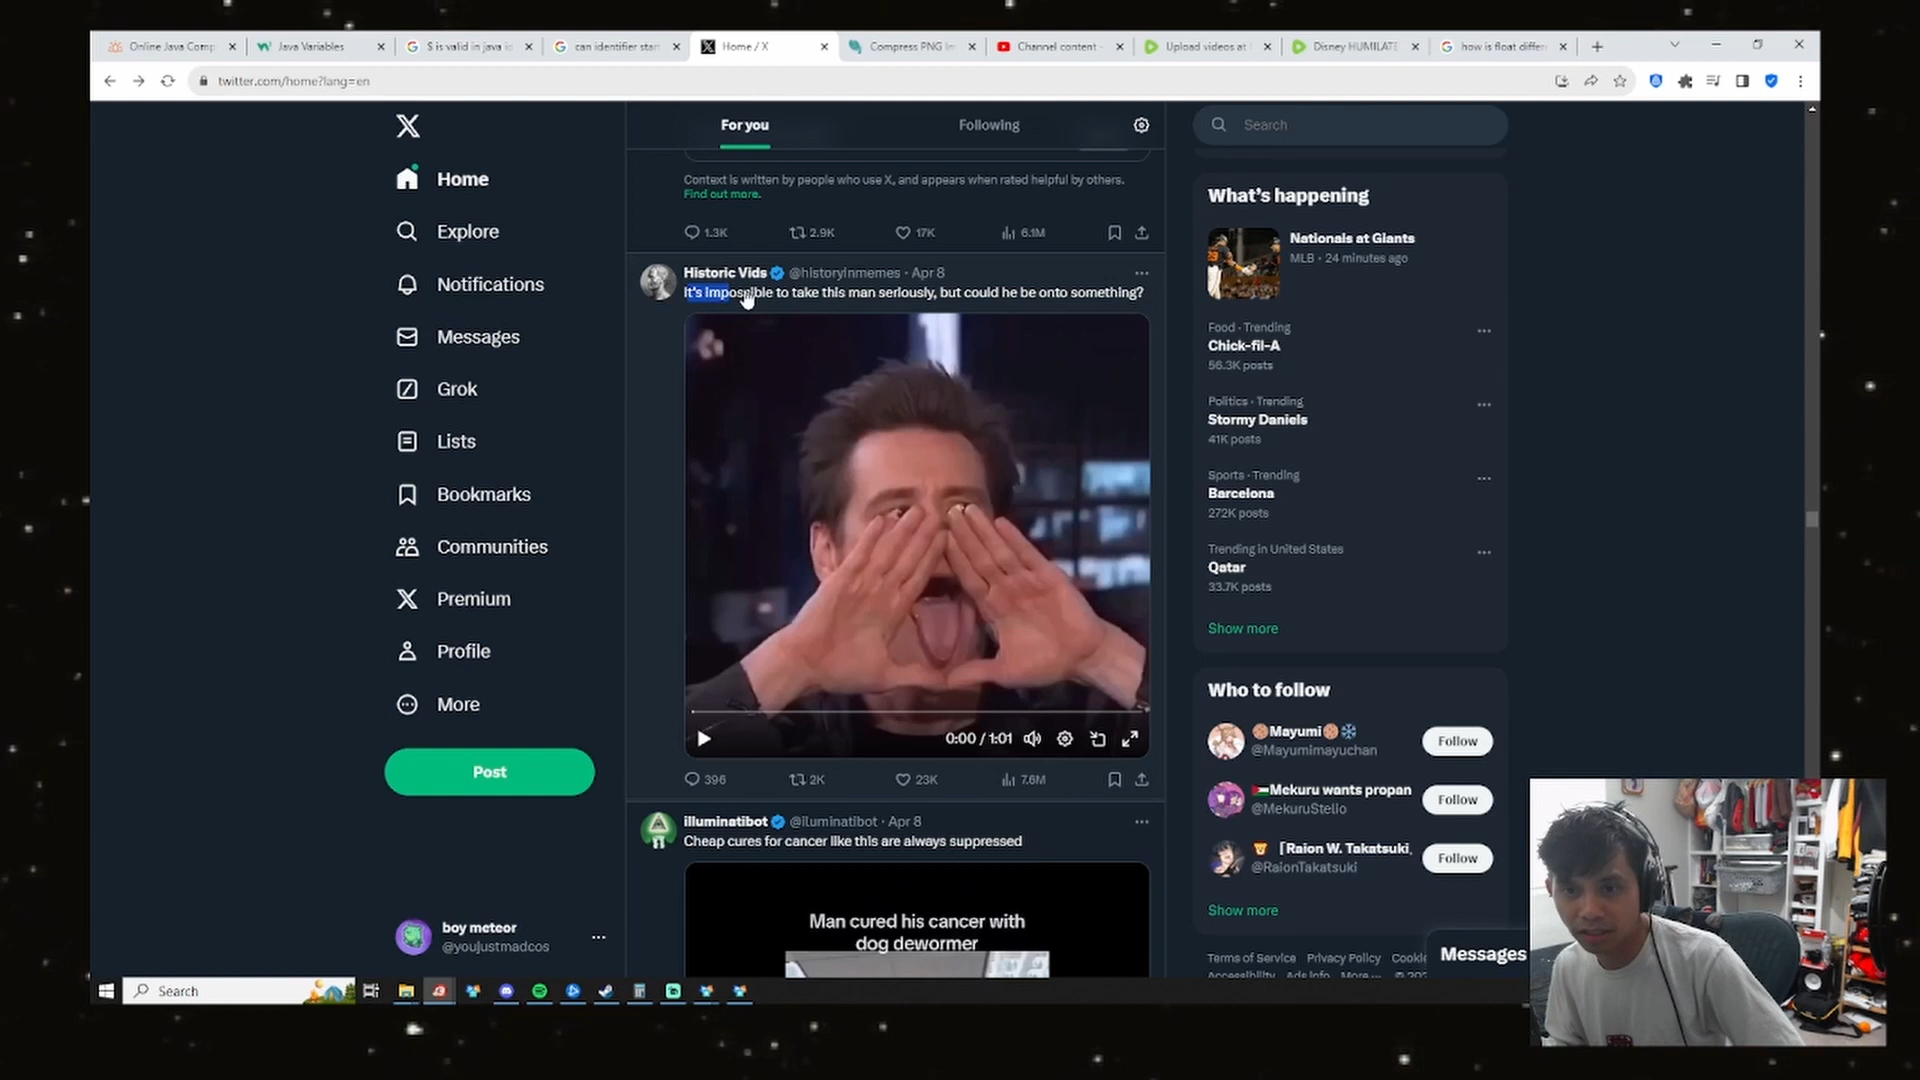 Online Java Comp
Java Variables
$ is valid in java i
can identifier star
Home / X
Compress PNG Im
Channel content -
Upload videos at
Disney HUMILATE
how is float differ
twitter.com/home?lang=en
Home
Explore
Notifications
Messages
Grok
Lists
Bookmarks
Communities
Premium
Profile
More
Post
boy meteor
@youjustmadcos
For you
Following
Context is written by people who use X, and appears when rated helpful by others.
Find out more.
1.3K 2.9K 17K 6.1M
Historic Vids @historyinmemes · Apr 8
It's impossible to take this man seriously, but could he be onto something?
0:00 / 1:01
396 2K 23K 7.6M
illuminatibot @iluminatibot · Apr 8
Cheap cures for cancer like this are always suppressed
Man cured his cancer with
dog dewormer
Search
What's happening
Nationals at Giants
MLB · 24 minutes ago
Food · Trending
Chick-fil-A
56.3K posts
Politics · Trending
Stormy Daniels
41K posts
Sports · Trending
Barcelona
272K posts
Trending in United States
Qatar
33.7K posts
Show more
Who to follow
Mayumi
@Mayumimayuchan
Follow
Mekuru wants propan
@MekuruStello
Follow
「Raion W. Takatsuki,
@RaionTakatsuki
Follow
Show more
Terms of Service Privacy Policy Cookie
Accessibility Ads info More ... © 202
Messages
Search